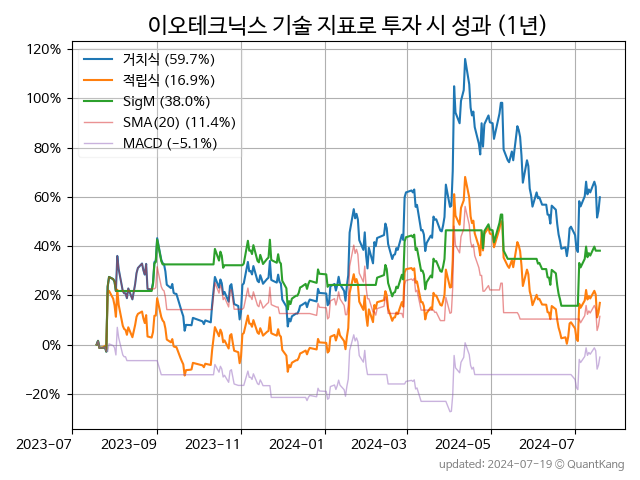 이오테크닉스 기술 지표로 투자 시 성과 (1년)
120%
100%
80%
60%
40%
20%
0%
−20%
거치식 (59.7%)
적립식 (16.9%)
SigM (38.0%)
SMA(20) (11.4%)
MACD (−5.1%)
2023-07
2023-09
2023-11
2024-01
2024-03
2024-05
2024-07
updated: 2024-07-19 © QuantKang